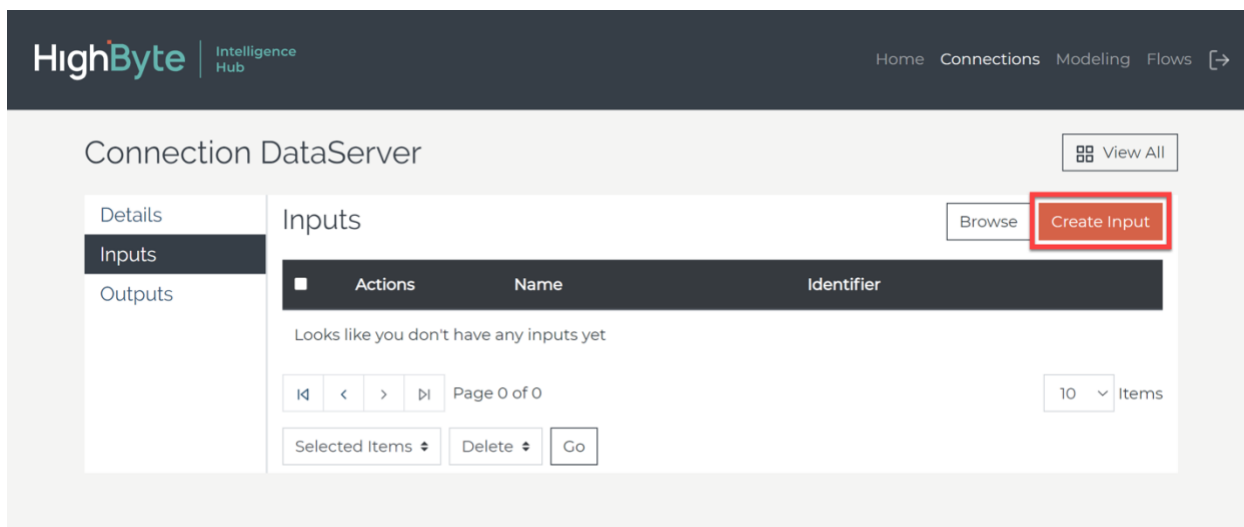 HighByte Intelligence Hub
Home Connections Modeling Flows
Connection DataServer
View All
Details
Inputs
Outputs
Inputs
Browse Create Input
Actions Name Identifier
Looks like you don't have any inputs yet
Page 0 of 0
10 Items
Selected Items Delete Go